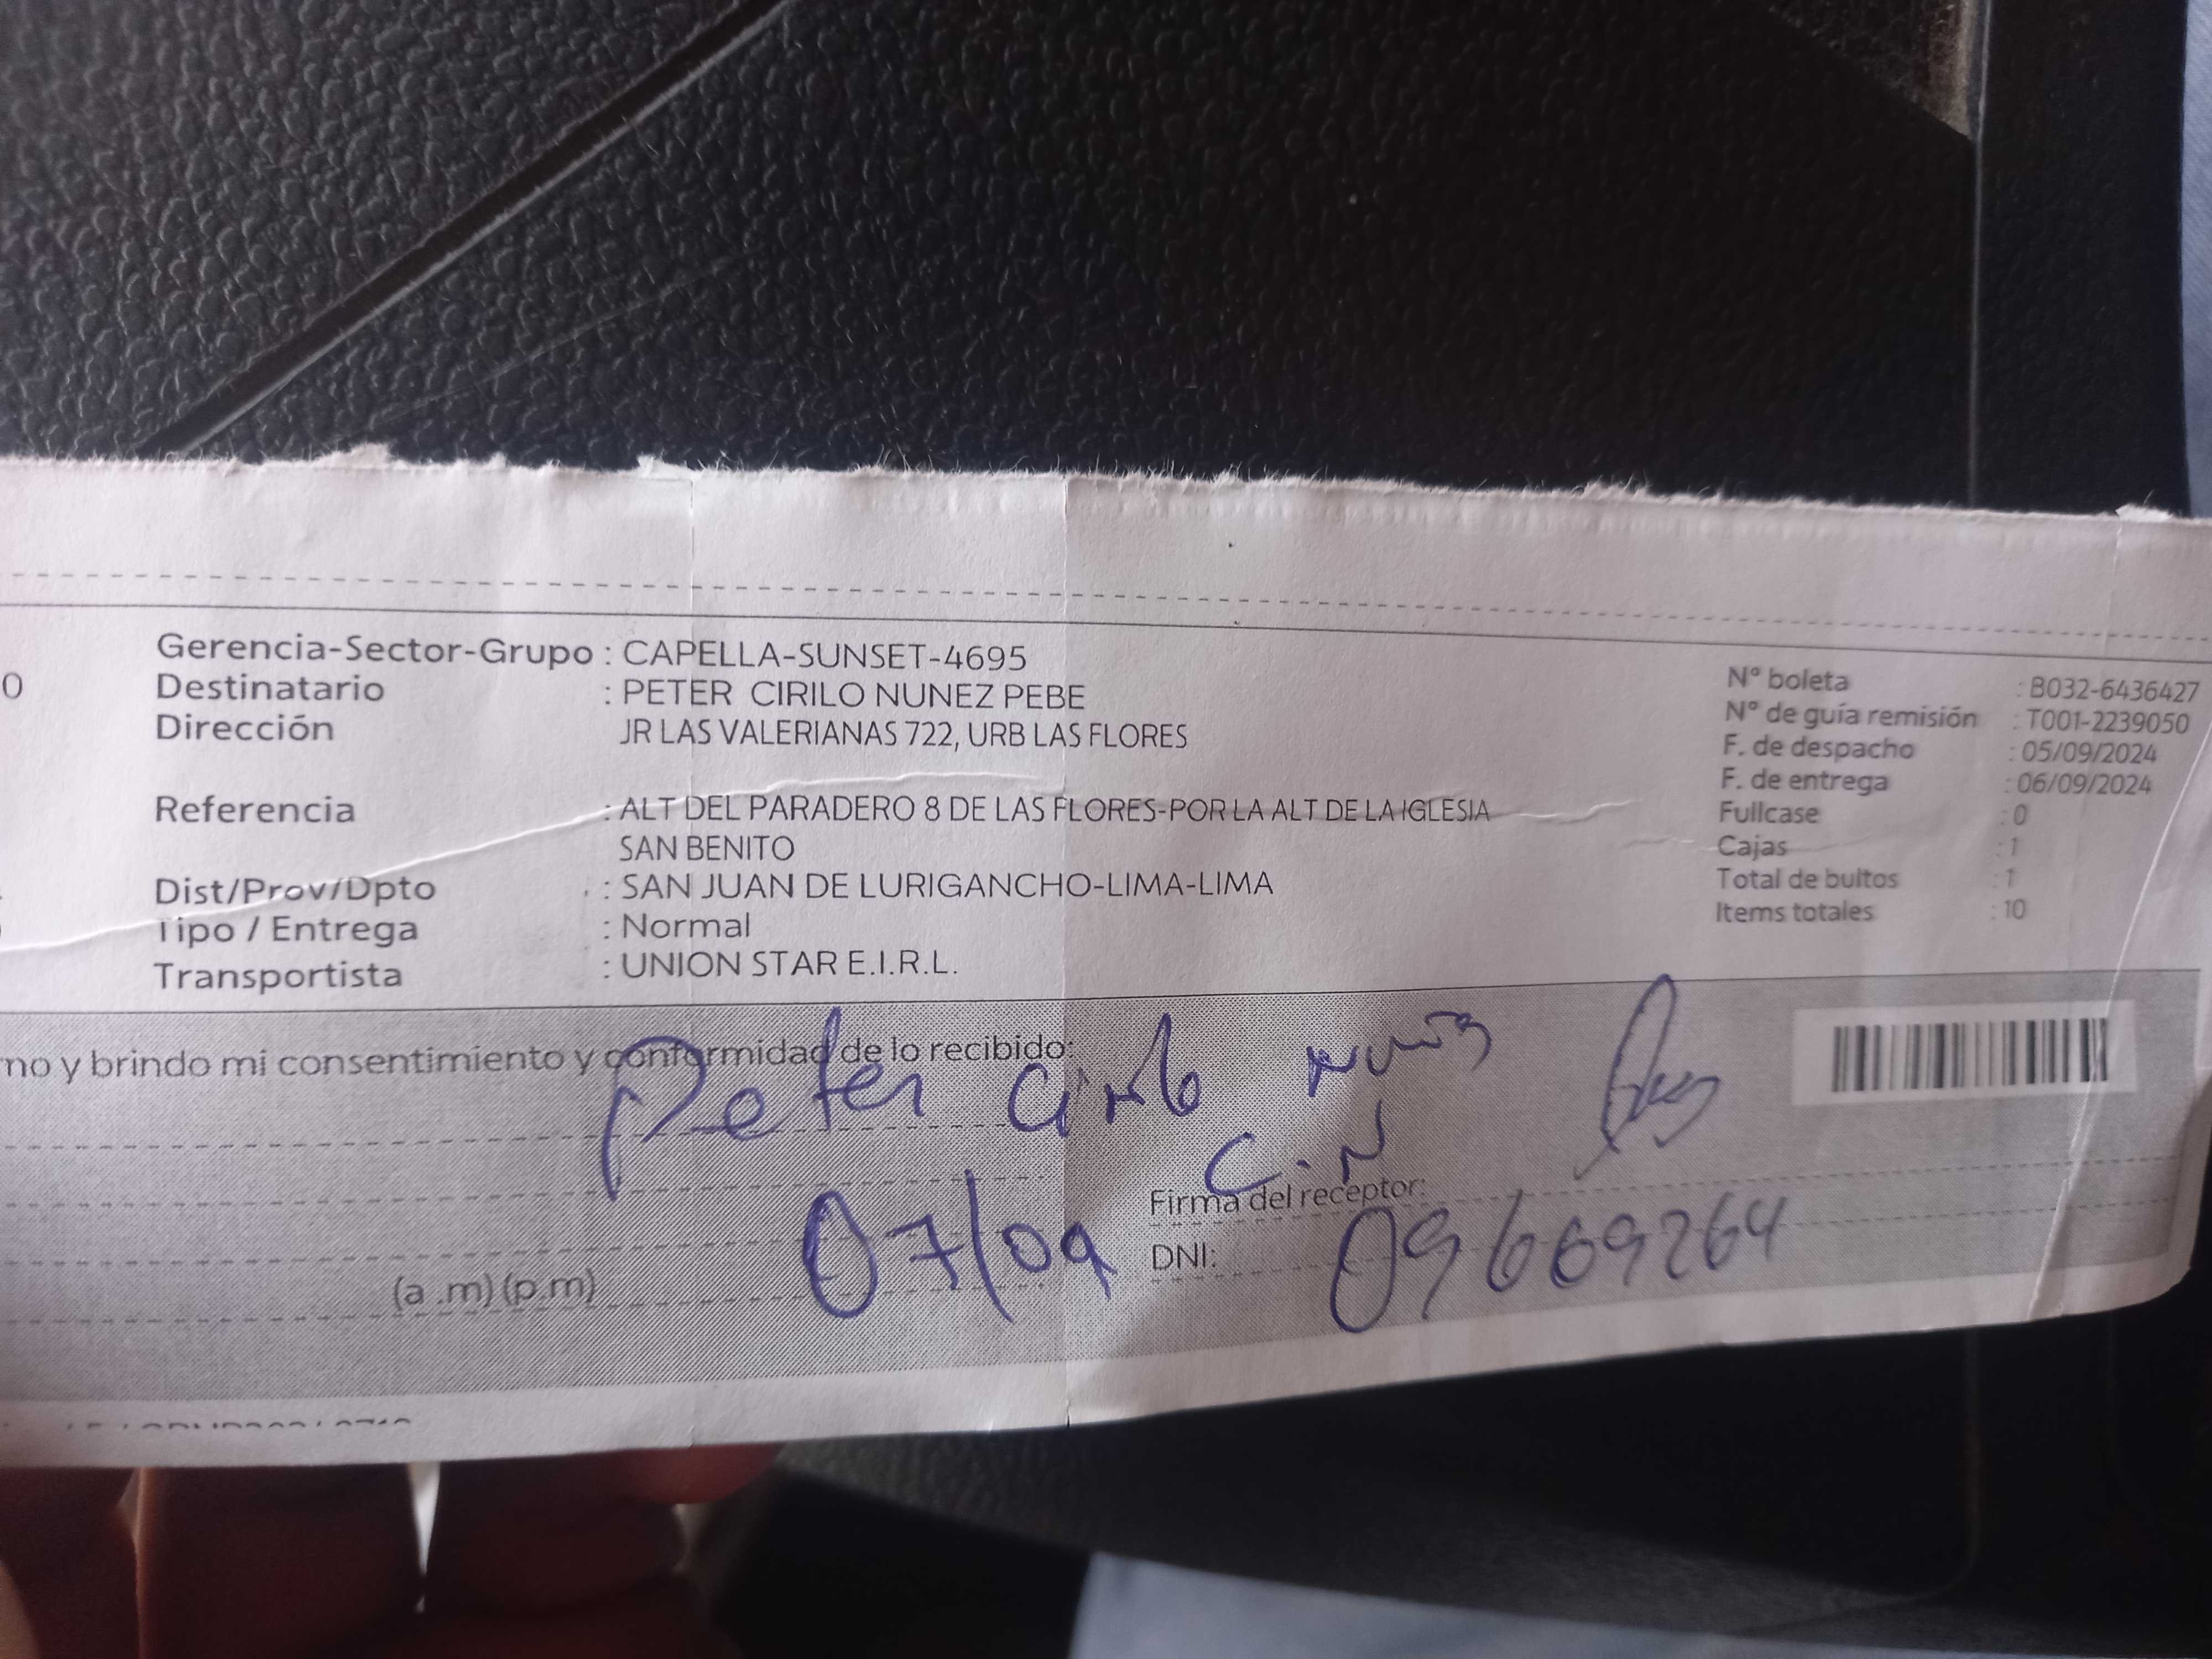 Gerencia-Sector-Grupo : CAPELLA-SUNSET-4695
0 Destinatario : PETER CIRILO NUNEZ PEBE
Dirección JR LAS VALERIANAS 722, URB LAS FLORES
Referencia : ALT DEL PARADERO 8 DE LAS FLORES-POR LA ALT DE LA IGLESIA
SAN BENITO
Dist/Prov/Dpto : SAN JUAN DE LURIGANCHO-LIMA-LIMA
Tipo / Entrega : Normal
Transportista : UNION STAR E.I.R.L.
N° boleta : B032-6436427
N° de guía remisión : T001-2239050
F. de despacho : 05/09/2024
F. de entrega : 06/09/2024
Fullcase : 0
Cajas : 1
Total de bultos : 1
Items totales : 10
y brindo mi consentimiento y conformidad de lo recibido:
Peter Cirilo
C.N
Firma del receptor:
07/09
DNI: 09669264
(a .m) (p.m)